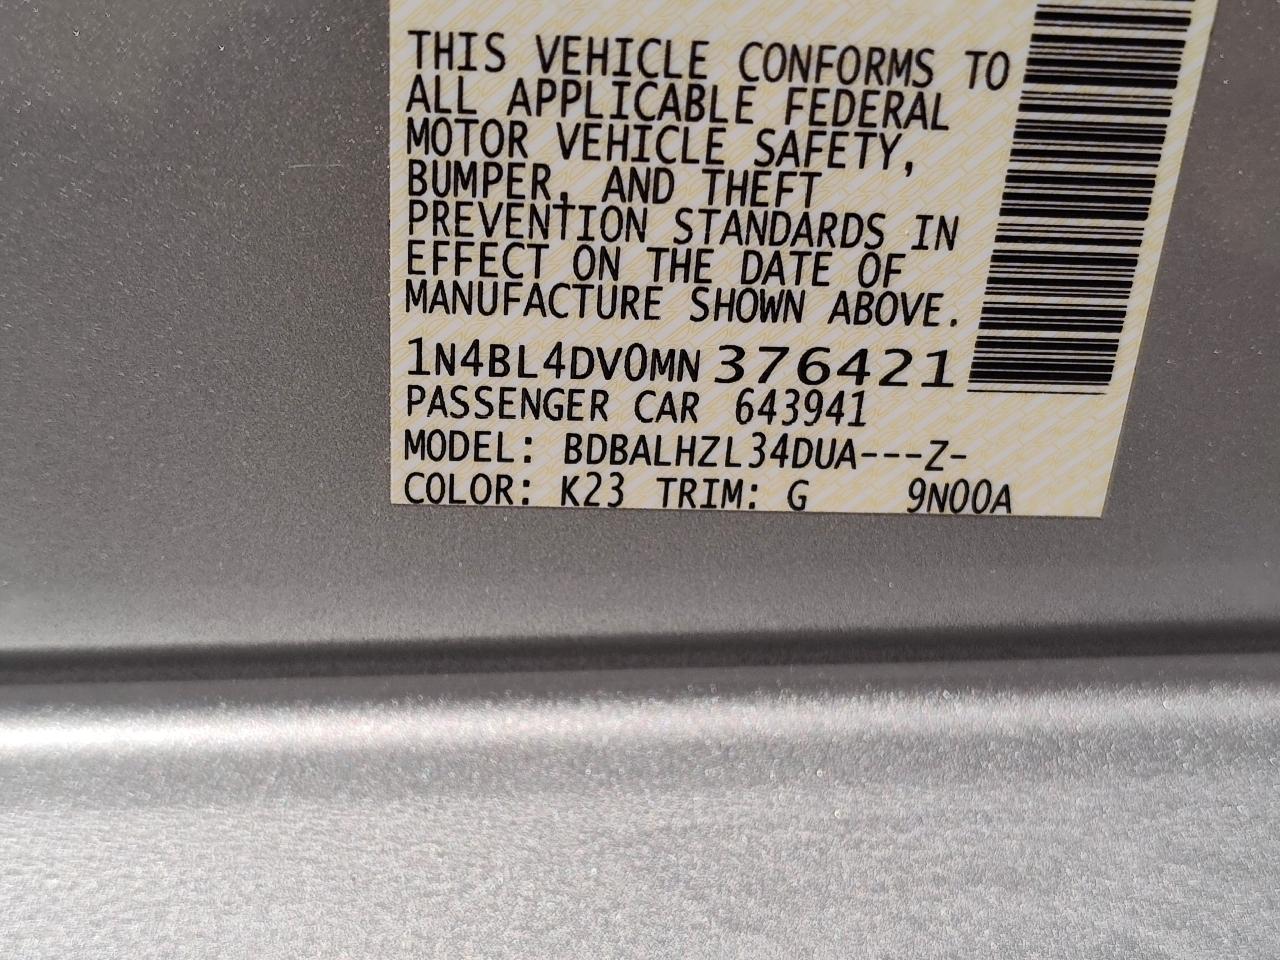 THIS VEHICLE CONFORMS TO
ALL APPLICABLE FEDERAL
MOTOR VEHICLE SAFETY,
BUMPER, AND THEFT
PREVENTION STANDARDS IN
EFFECT ON THE DATE OF
MANUFACTURE SHOWN ABOVE.
1N4BL4DV0MN376421
PASSENGER CAR 643941
MODEL: BDBALHZL34DUA---Z-
COLOR: K23 TRIM: G 9N00A